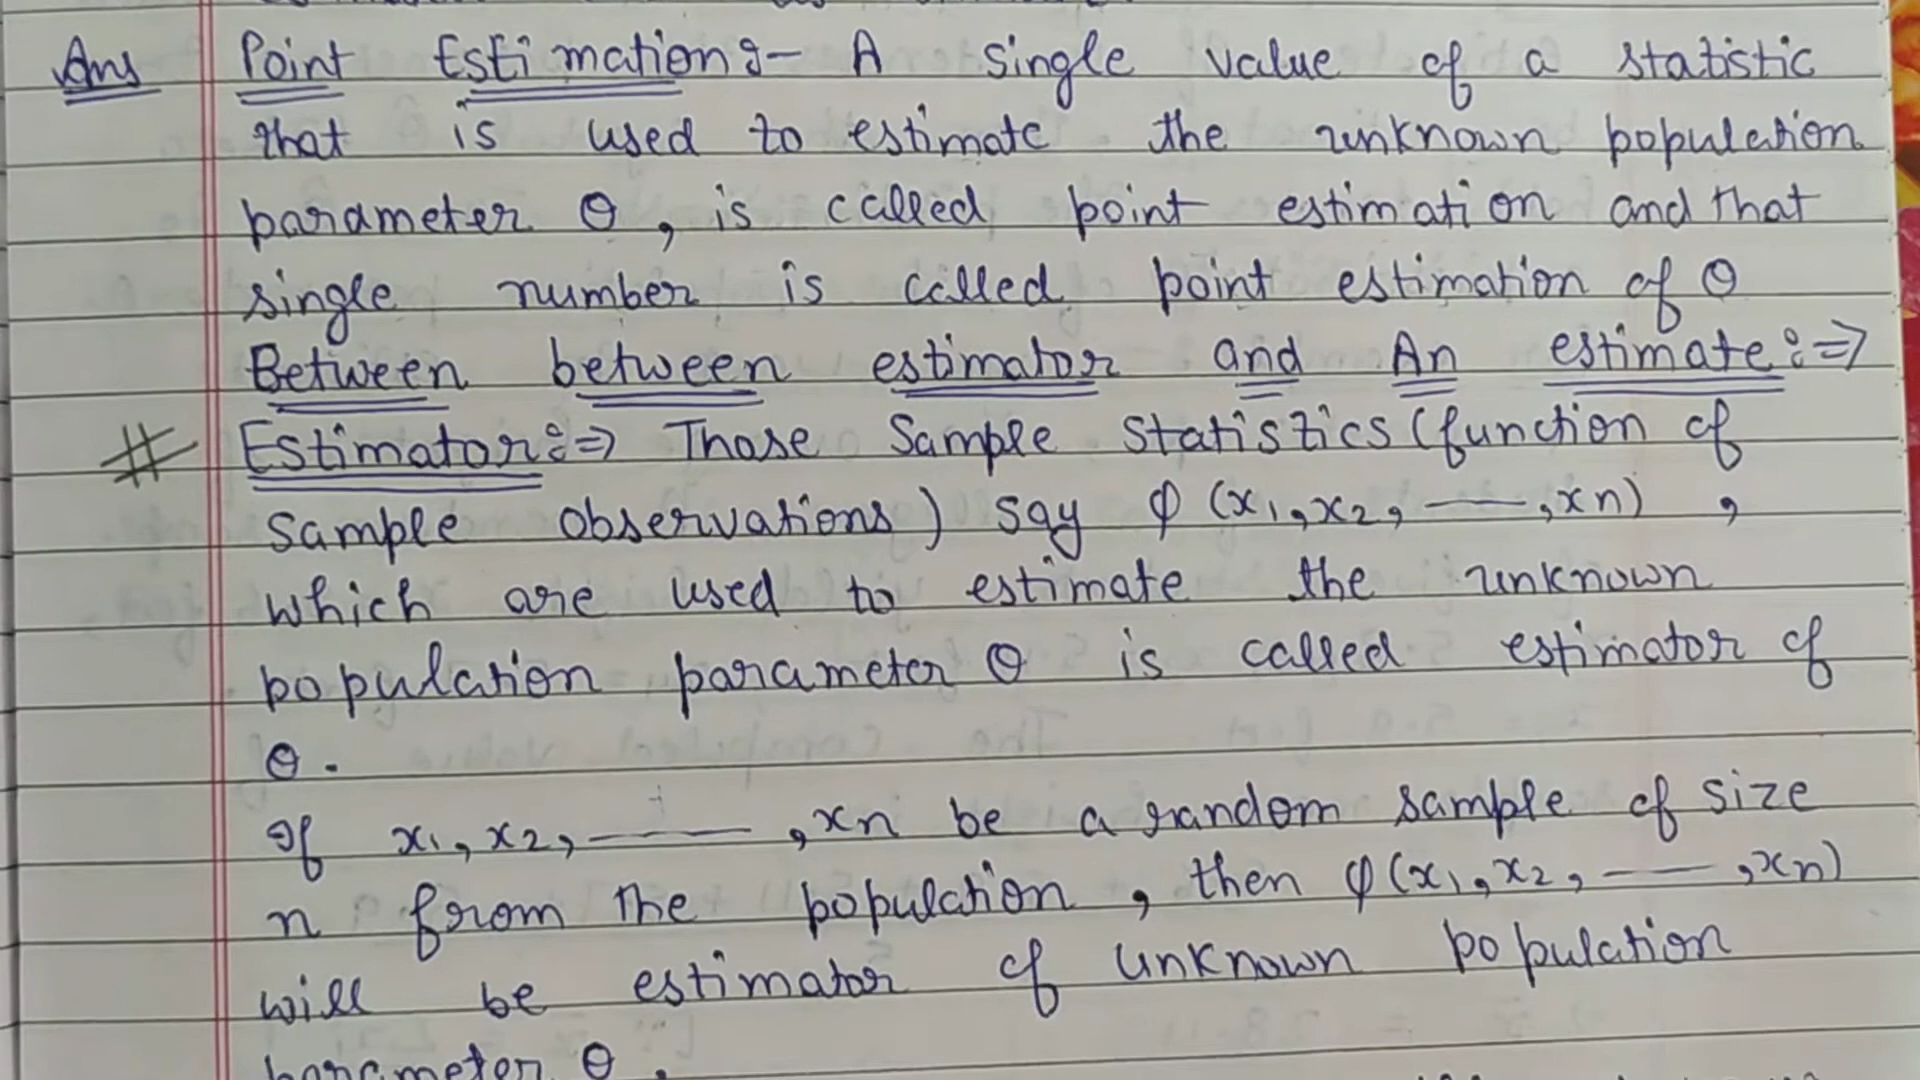 Ans Point Estimation:- A single value of a statistic
that is used to estimate the unknown population
parameter θ, is called point estimation and that
single number is called point estimation of θ
Between between estimator and An estimate:⇒
# Estimator:⇒ Those Sample Statistics (function of
Sample observations) say φ (x₁, x₂, ——, xn) ,
which are used to estimate the unknown
population parameter θ is called estimator of
θ.
If x₁, x₂, ——— , xn be a random sample of size
n from the population , then φ(x₁, x₂, ——, xn)
will be estimator of unknown population
parameter θ.